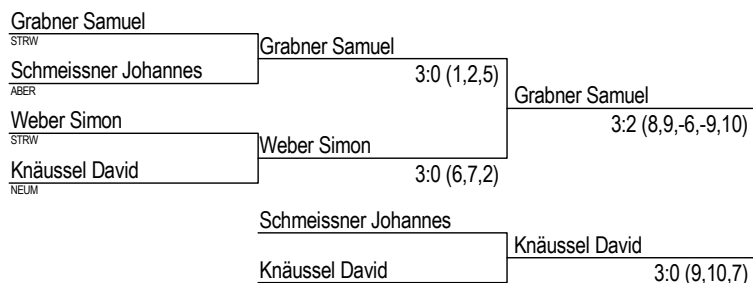 Grabner Samuel
STRW
Grabner Samuel
Schmeissner Johannes
3:0 (1,2,5)
ABER
Grabner Samuel
Weber Simon
3:2 (8,9,-6,-9,10)
STRW
Weber Simon
Knäussel David
3:0 (6,7,2)
NEUM
Schmeissner Johannes
Knäussel David
Knäussel David
3:0 (9,10,7)